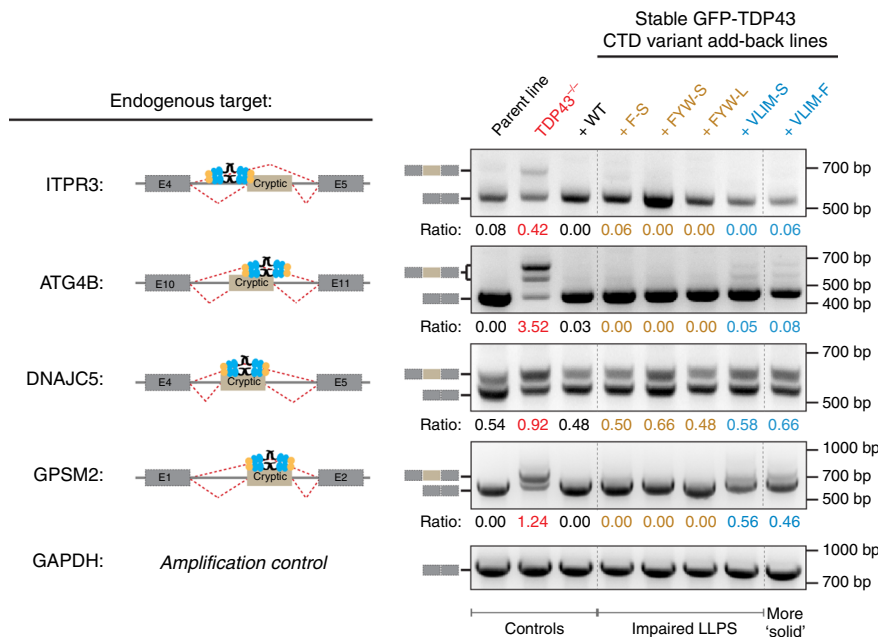 Stable GFP-TDP43
CTD variant add-back lines
Endogenous target:
Parent line
TDP43−/−
+ WT
+ F-S
+ FYW-S
+ FYW-L
+ VLIM-S
+ VLIM-F
ITPR3:
E4 Cryptic E5
700 bp
500 bp
Ratio: 0.08 0.42 0.00 0.06 0.00 0.00 0.00 0.06
ATG4B:
E10 Cryptic E11
700 bp
500 bp
400 bp
Ratio: 0.00 3.52 0.03 0.00 0.00 0.00 0.05 0.08
DNAJC5:
E4 Cryptic E5
700 bp
500 bp
Ratio: 0.54 0.92 0.48 0.50 0.66 0.48 0.58 0.66
GPSM2:
E1 Cryptic E2
1000 bp
700 bp
500 bp
Ratio: 0.00 1.24 0.00 0.00 0.00 0.00 0.56 0.46
GAPDH:
Amplification control
1000 bp
700 bp
Controls Impaired LLPS More
'solid'